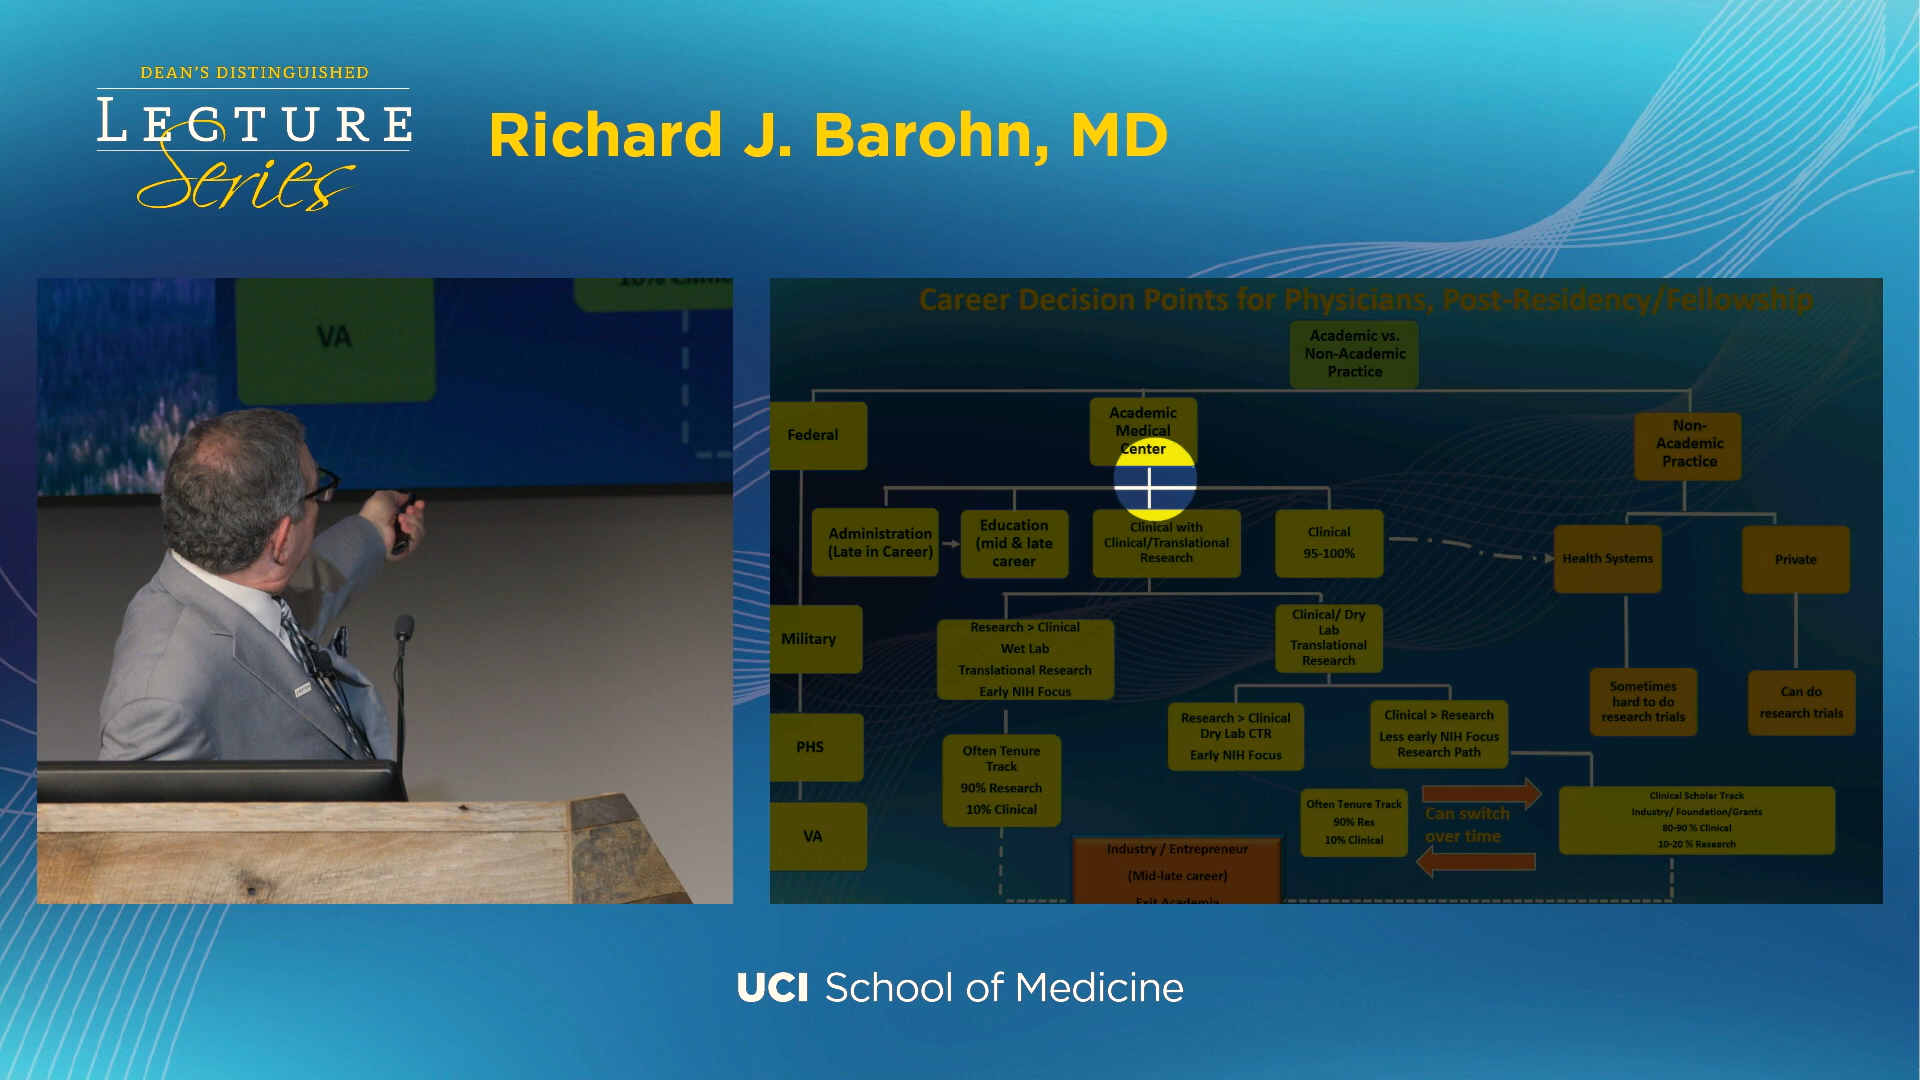 DEAN'S DISTINGUISHED
LECTURE
Series
Richard J. Barohn, MD
10% Clinic
VA
Career Decision Points for Physicians, Post-Residency/Fellowship
Academic vs.
Non-Academic
Practice
Federal
Academic
Medical
Center
Non-
Academic
Practice
Administration
(Late in Career)
Education
(mid & late
career
Clinical with
Clinical/Translational
Research
Clinical
95-100%
Health Systems
Private
Military
Research > Clinical
Wet Lab
Translational Research
Early NIH Focus
Clinical/ Dry
Lab
Translational
Research
Sometimes
hard to do
research trials
Can do
research trials
PHS
Often Tenure
Track
90% Research
10% Clinical
Research > Clinical
Dry Lab CTR
Early NIH Focus
Clinical > Research
Less early NIH Focus
Research Path
VA
Often Tenure Track
90% Res
10% Clinical
Can switch
over time
Clinical Scholar Track
Industry/ Foundation/Grants
80-90 % Clinical
10-20 % Research
Industry / Entrepreneur
(Mid-late career)
Exit Academia
UCI School of Medicine